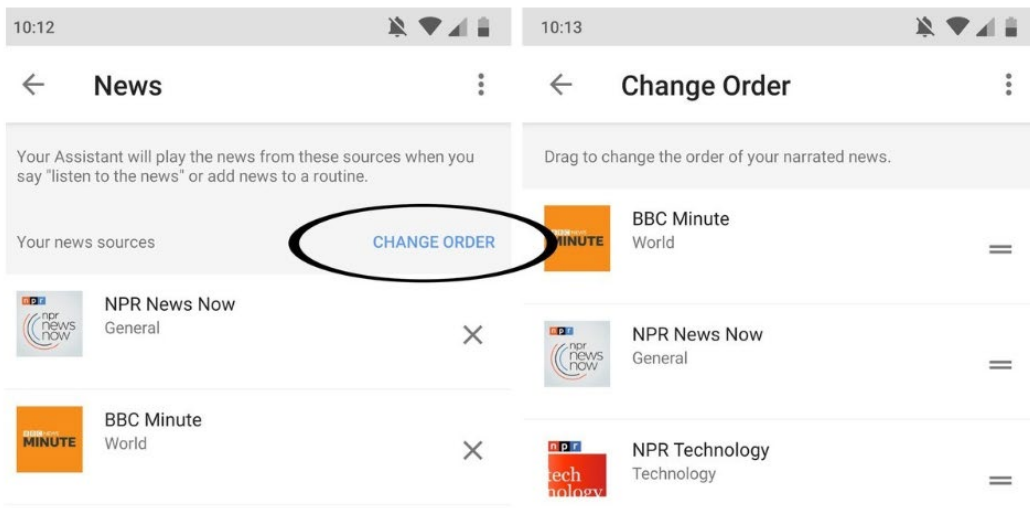 10:12
News
Your Assistant will play the news from these sources when you
say "listen to the news" or add news to a routine.
Your news sources
CHANGE ORDER
npr
npr
news
now
NPR News Now
General
MINUTE
BBC Minute
World
10:13
Change Order
Drag to change the order of your narrated news.
MINUTE
BBC Minute
World
npr
npr
news
now
NPR News Now
General
npr
tech
nology
NPR Technology
Technology